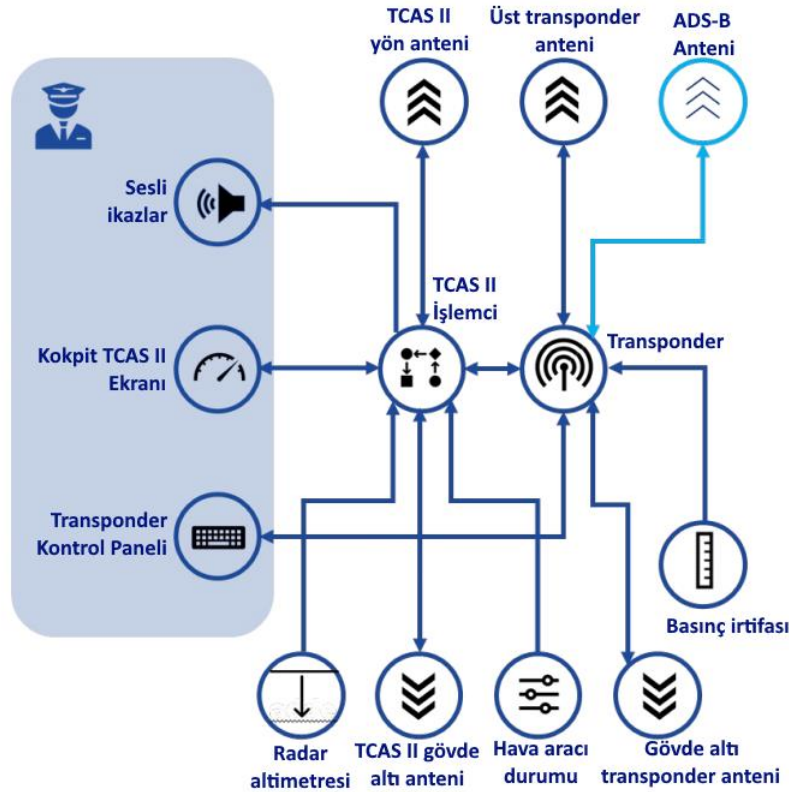 TCAS II
yön anteni
Üst transponder
anteni
ADS-B
Anteni
Sesli
ikazlar
TCAS II
İşlemci
Kokpit TCAS II
Ekranı
Transponder
Transponder
Kontrol Paneli
Basınç irtifası
Radar
altimetresi
TCAS II gövde
altı anteni
Hava aracı
durumu
Gövde altı
transponder anteni